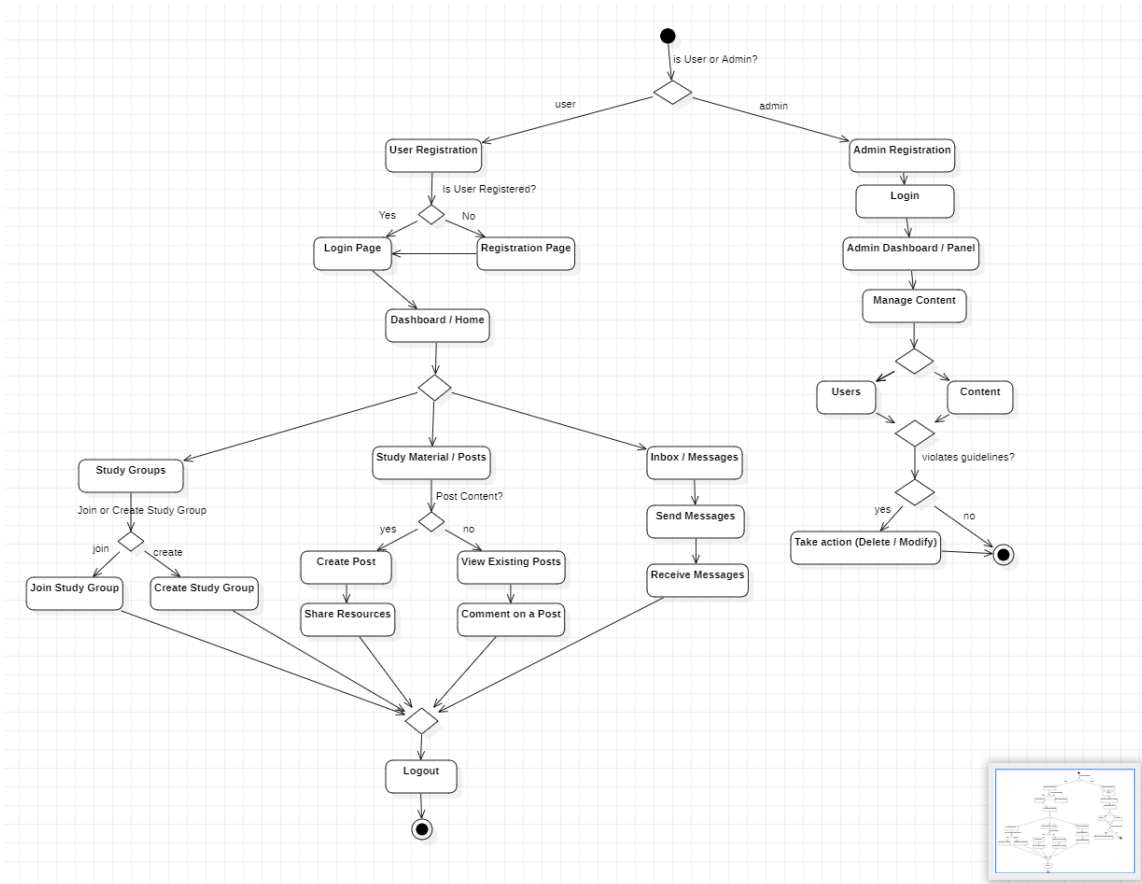 is User or Admin?
user
admin
User Registration
Admin Registration
Is User Registered?
Login
Yes
No
Login Page
Registration Page
Admin Dashboard / Panel
Manage Content
Dashboard / Home
Users
Content
Study Groups
Study Material / Posts
Inbox / Messages
violates guidelines?
Join or Create Study Group
Post Content?
Send Messages
yes
no
join
create
yes
no
Take action (Delete / Modify)
Join Study Group
Create Study Group
Create Post
View Existing Posts
Receive Messages
Share Resources
Comment on a Post
Logout